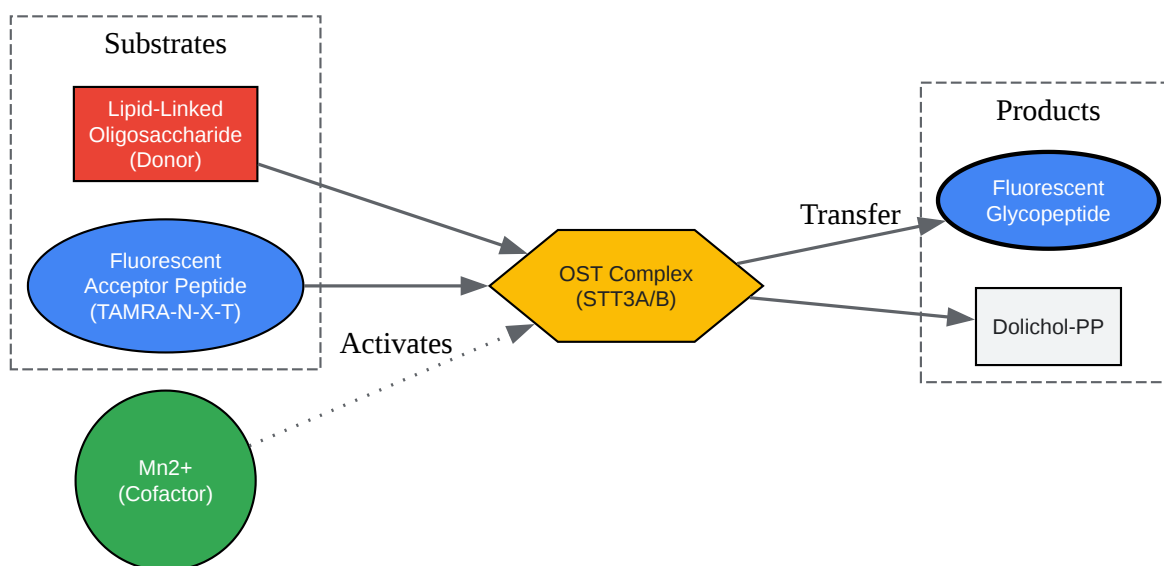 Substrates
Lipid-Linked
Oligosaccharide
(Donor)
Fluorescent
Acceptor Peptide
(TAMRA-N-X-T)
Activates
Mn2+
(Cofactor)
OST Complex
(STT3A/B)
Transfer
Products
Fluorescent
Glycopeptide
Dolichol-PP